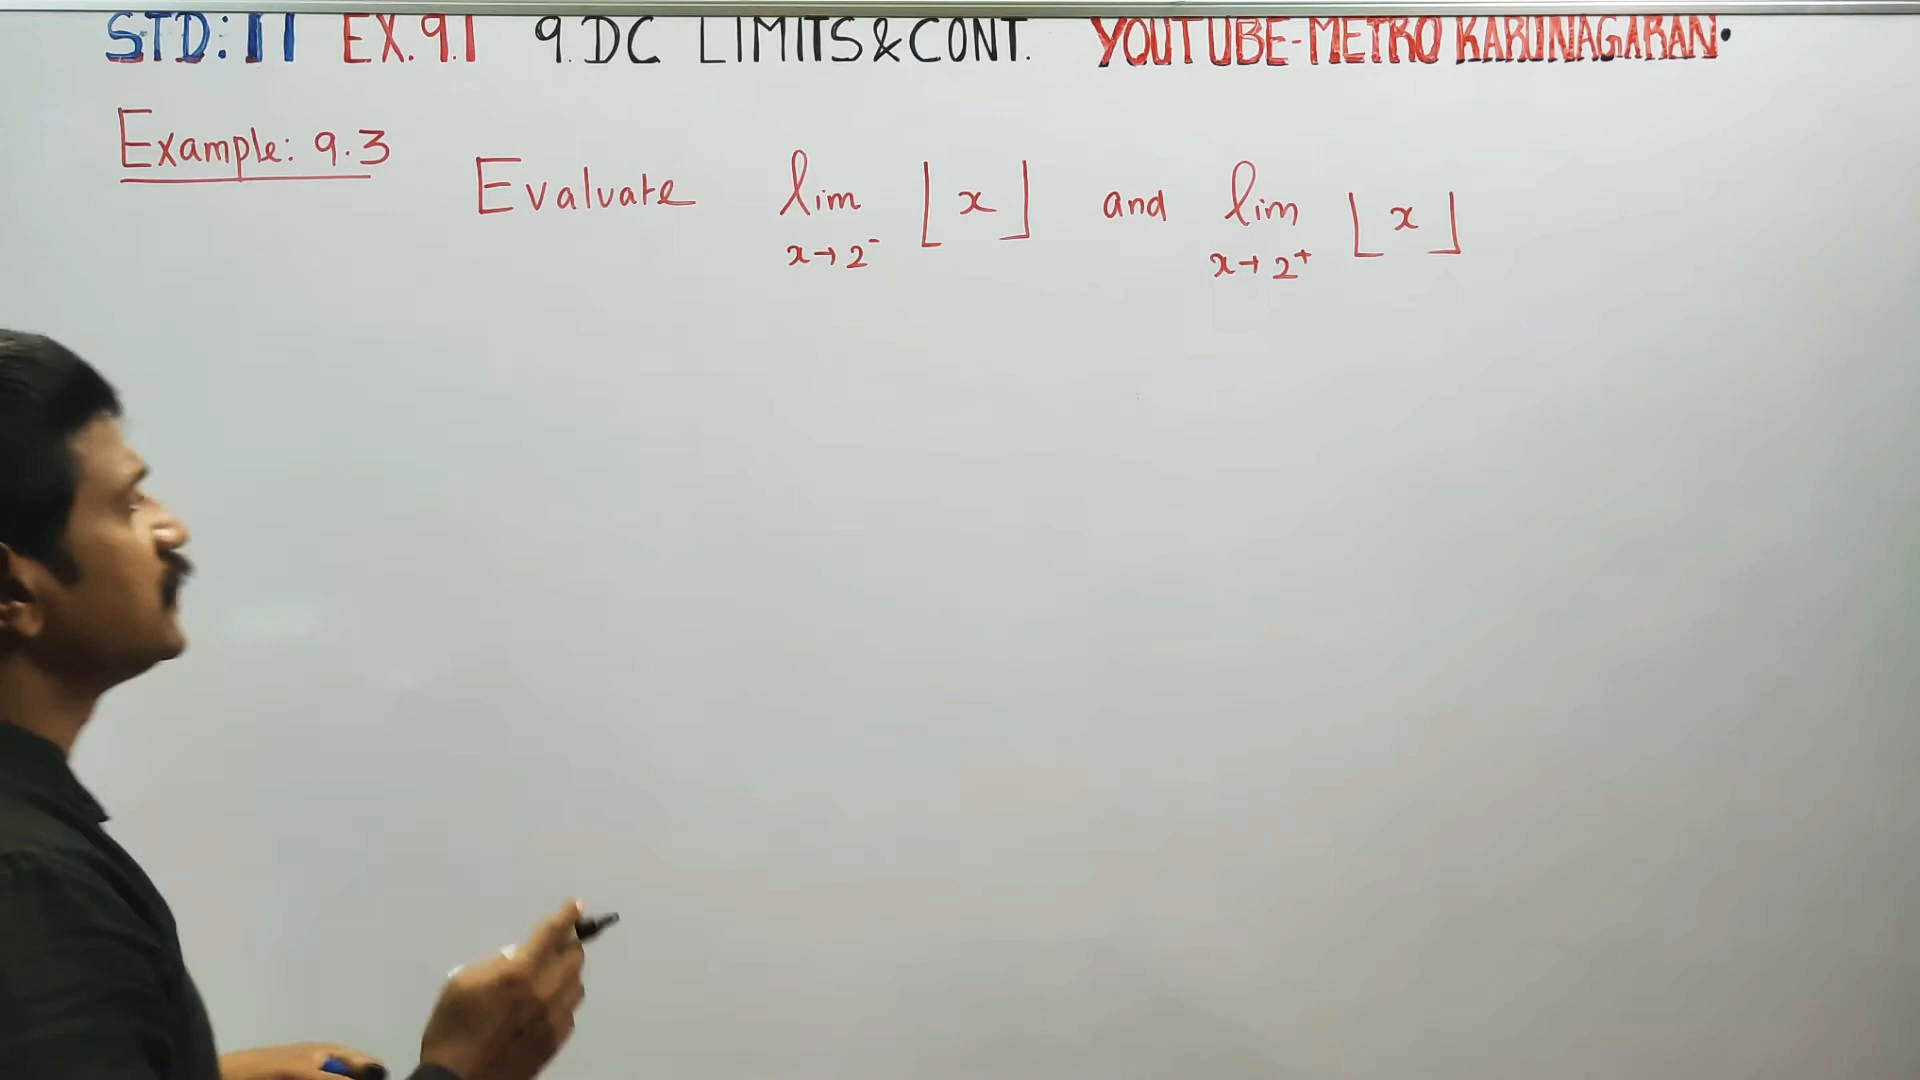 STD: 11 EX. 9.1 9. DC LIMITS & CONT. YOUTUBE-METRO KARUNAGARAN.
Example: 9.3
Evaluate lim ⌊x⌋ and lim ⌊x⌋
x→2⁻ x→2⁺